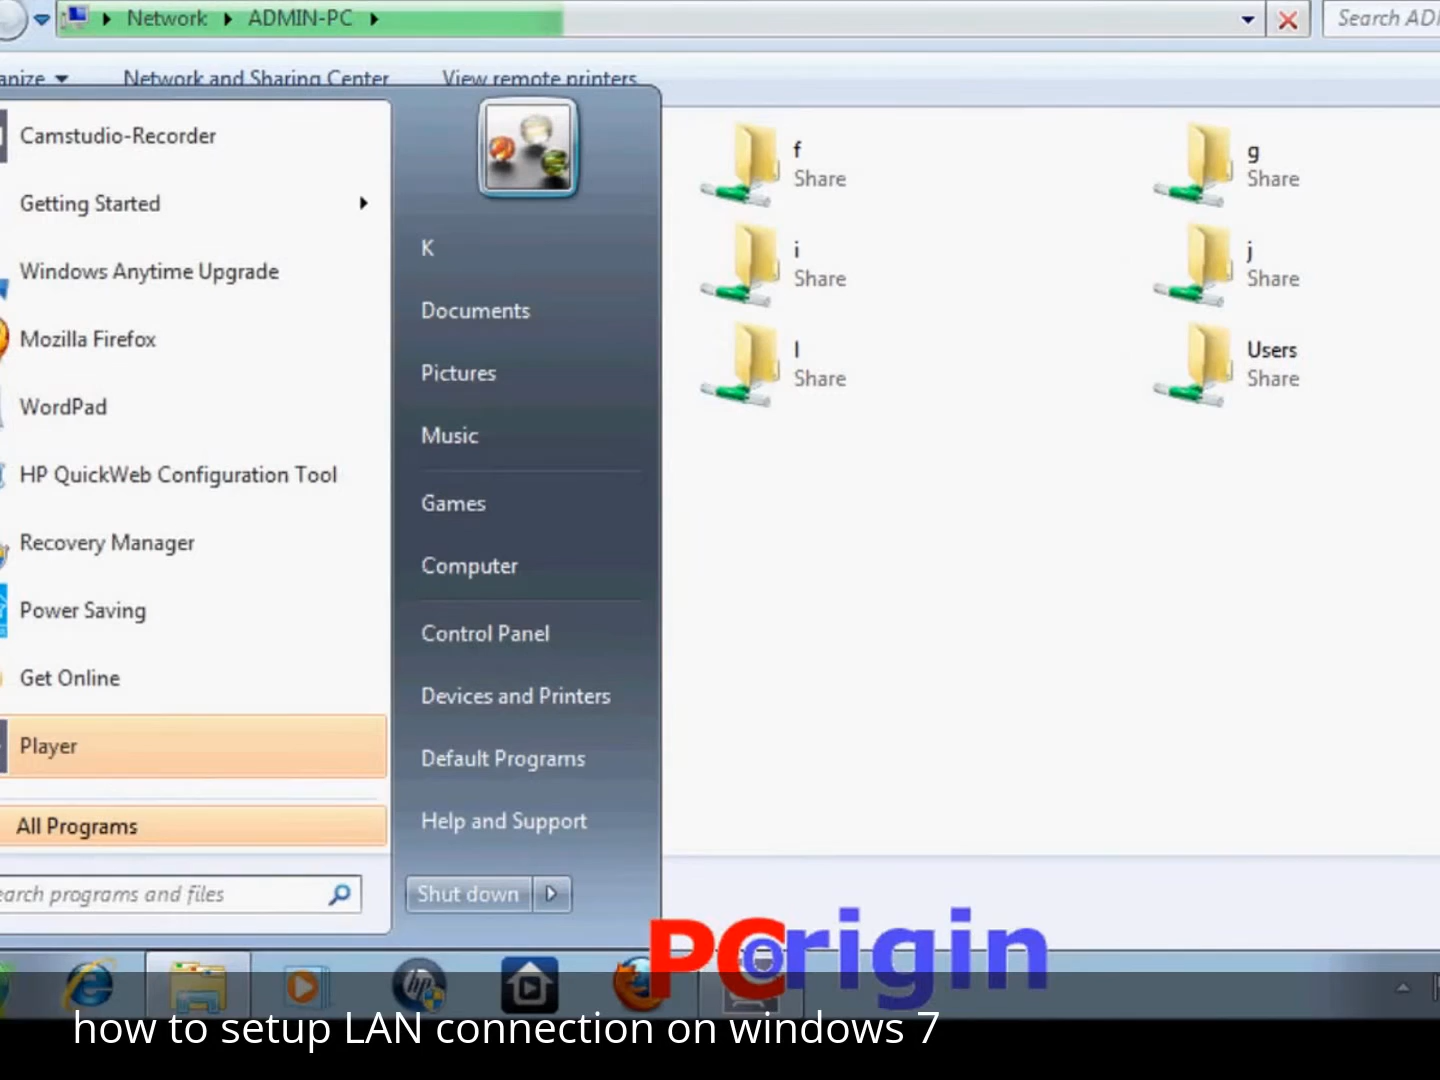 Network ADMIN-PC
Search AD
anize Network and Sharing Center View remote printers
Camstudio-Recorder
Getting Started
Windows Anytime Upgrade
Mozilla Firefox
WordPad
HP QuickWeb Configuration Tool
Recovery Manager
Power Saving
Get Online
Player
All Programs
earch programs and files
K
Documents
Pictures
Music
Games
Computer
Control Panel
Devices and Printers
Default Programs
Help and Support
Shut down
f
Share
g
Share
i
Share
j
Share
l
Share
Users
Share
hp
PCorigin
how to setup LAN connection on windows 7